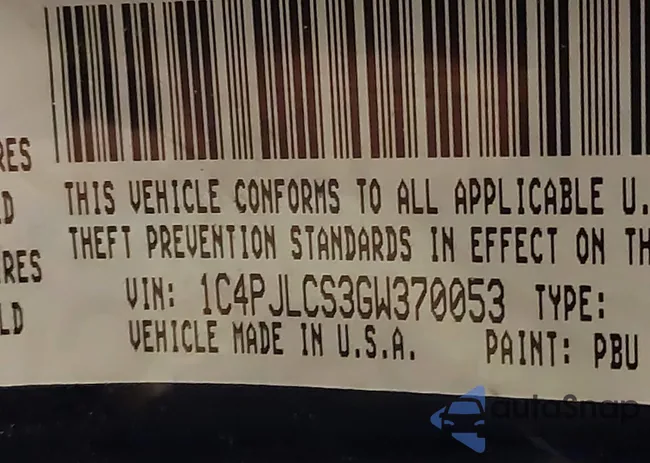 RES
THIS VEHICLE CONFORMS TO ALL APPLICABLE U.
D
THEFT PREVENTION STANDARDS IN EFFECT ON TH
RES
VIN: 1C4PJLCS3GW370053 TYPE:
LD
VEHICLE MADE IN U.S.A. PAINT: PBU
autoSnap